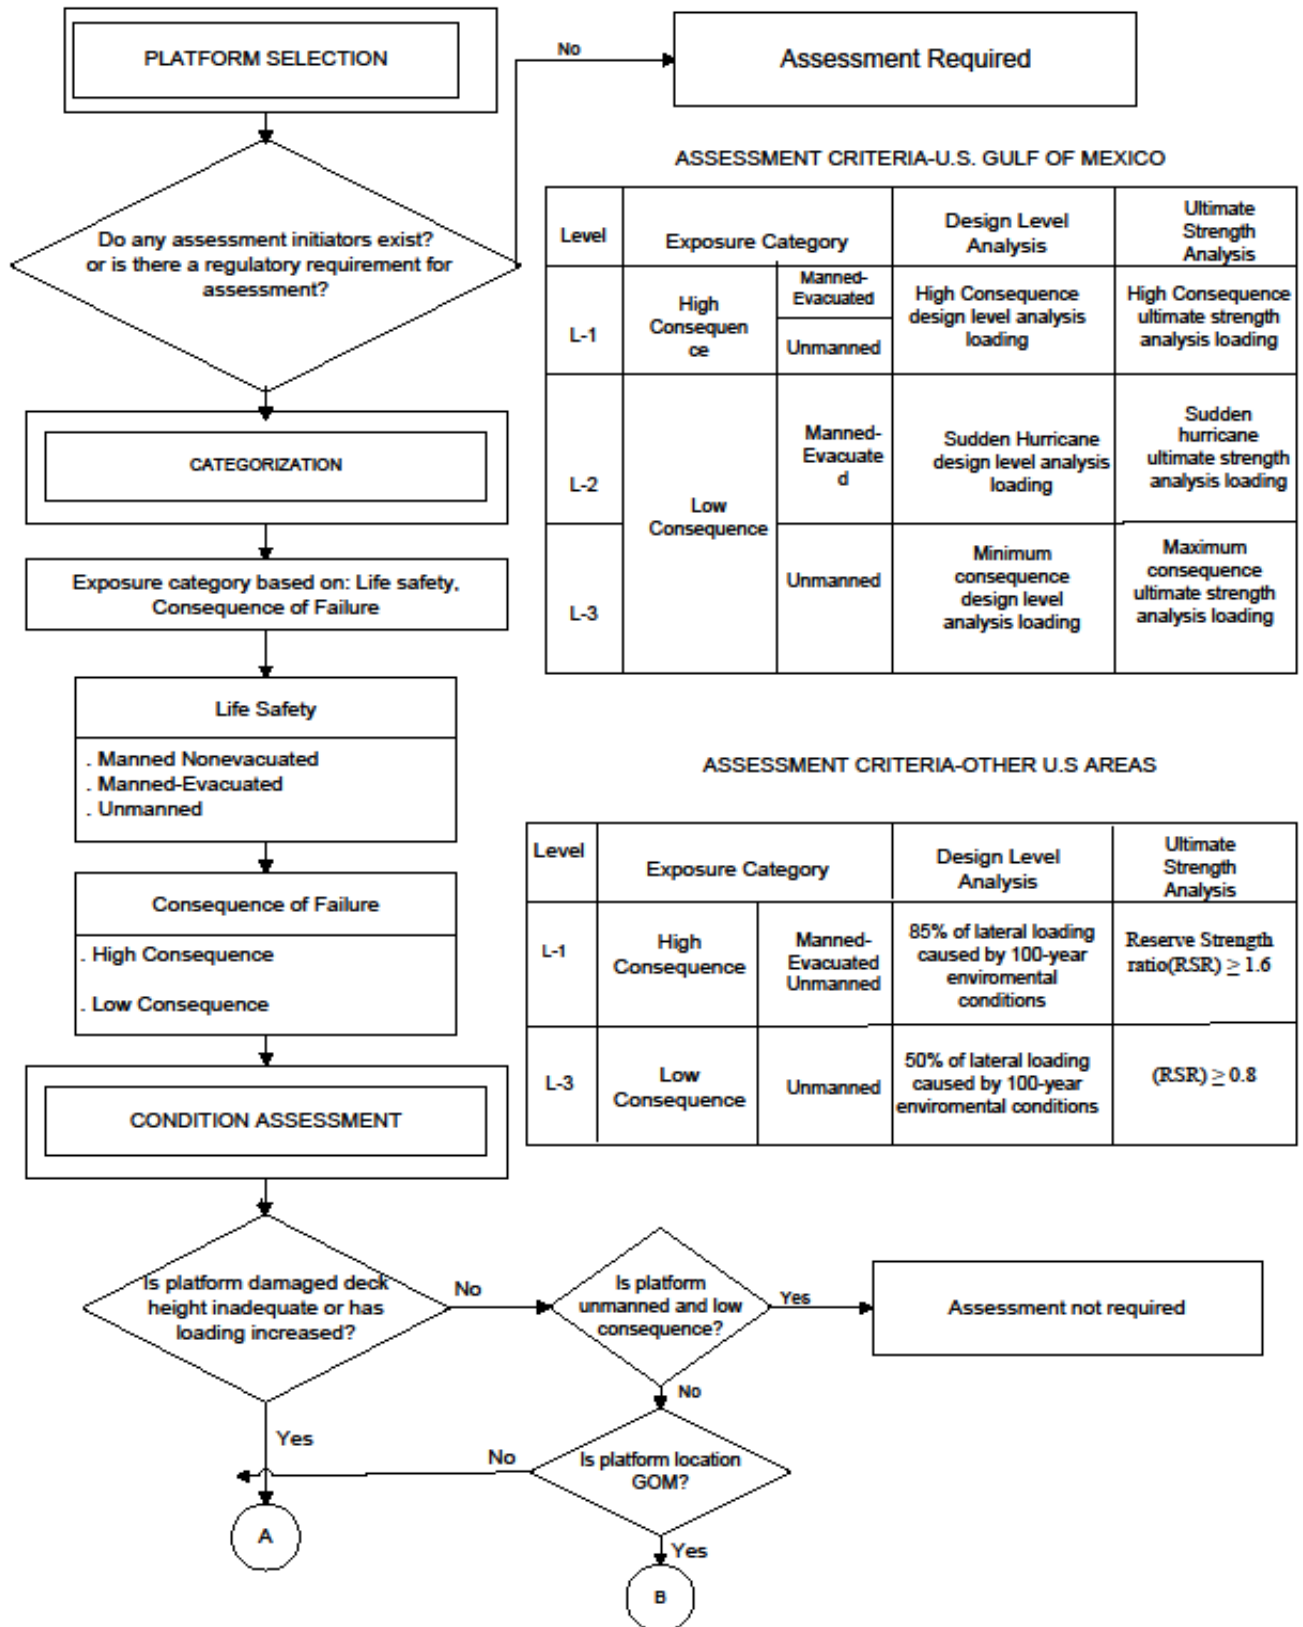 PLATFORM SELECTION
No
Assessment Required
Do any assessment initiators exist?
or is there a regulatory requirement for
assessment?
ASSESSMENT CRITERIA-U.S. GULF OF MEXICO
Level
Exposure Category
Design Level
Analysis
Ultimate
Strength
Analysis
L-1
High
Consequen
ce
Manned-
Evacuated
Unmanned
High Consequence
design level analysis
loading
High Consequence
ultimate strength
analysis loading
L-2
Low
Consequence
Manned-
Evacuate
d
Sudden Hurricane
design level analysis
loading
Sudden
hurricane
ultimate strength
analysis loading
L-3
Unmanned
Minimum
consequence
design level
analysis loading
Maximum
consequence
ultimate strength
analysis loading
CATEGORIZATION
Exposure category based on: Life safety,
Consequence of Failure
Life Safety
. Manned Nonevacuated
. Manned-Evacuated
. Unmanned
Consequence of Failure
. High Consequence
. Low Consequence
ASSESSMENT CRITERIA-OTHER U.S AREAS
Level
Exposure Category
Design Level
Analysis
Ultimate
Strength
Analysis
L-1
High
Consequence
Manned-
Evacuated
Unmanned
85% of lateral loading
caused by 100-year
enviromental
conditions
Reserve Strength
ratio(RSR) ≥ 1.6
L-3
Low
Consequence
Unmanned
50% of lateral loading
caused by 100-year
enviromental conditions
(RSR) ≥ 0.8
CONDITION ASSESSMENT
Is platform damaged deck
height inadequate or has
loading increased?
No
Is platform
unmanned and low
consequence?
Yes
Assessment not required
No
Yes
No
Is platform location
GOM?
A
Yes
B